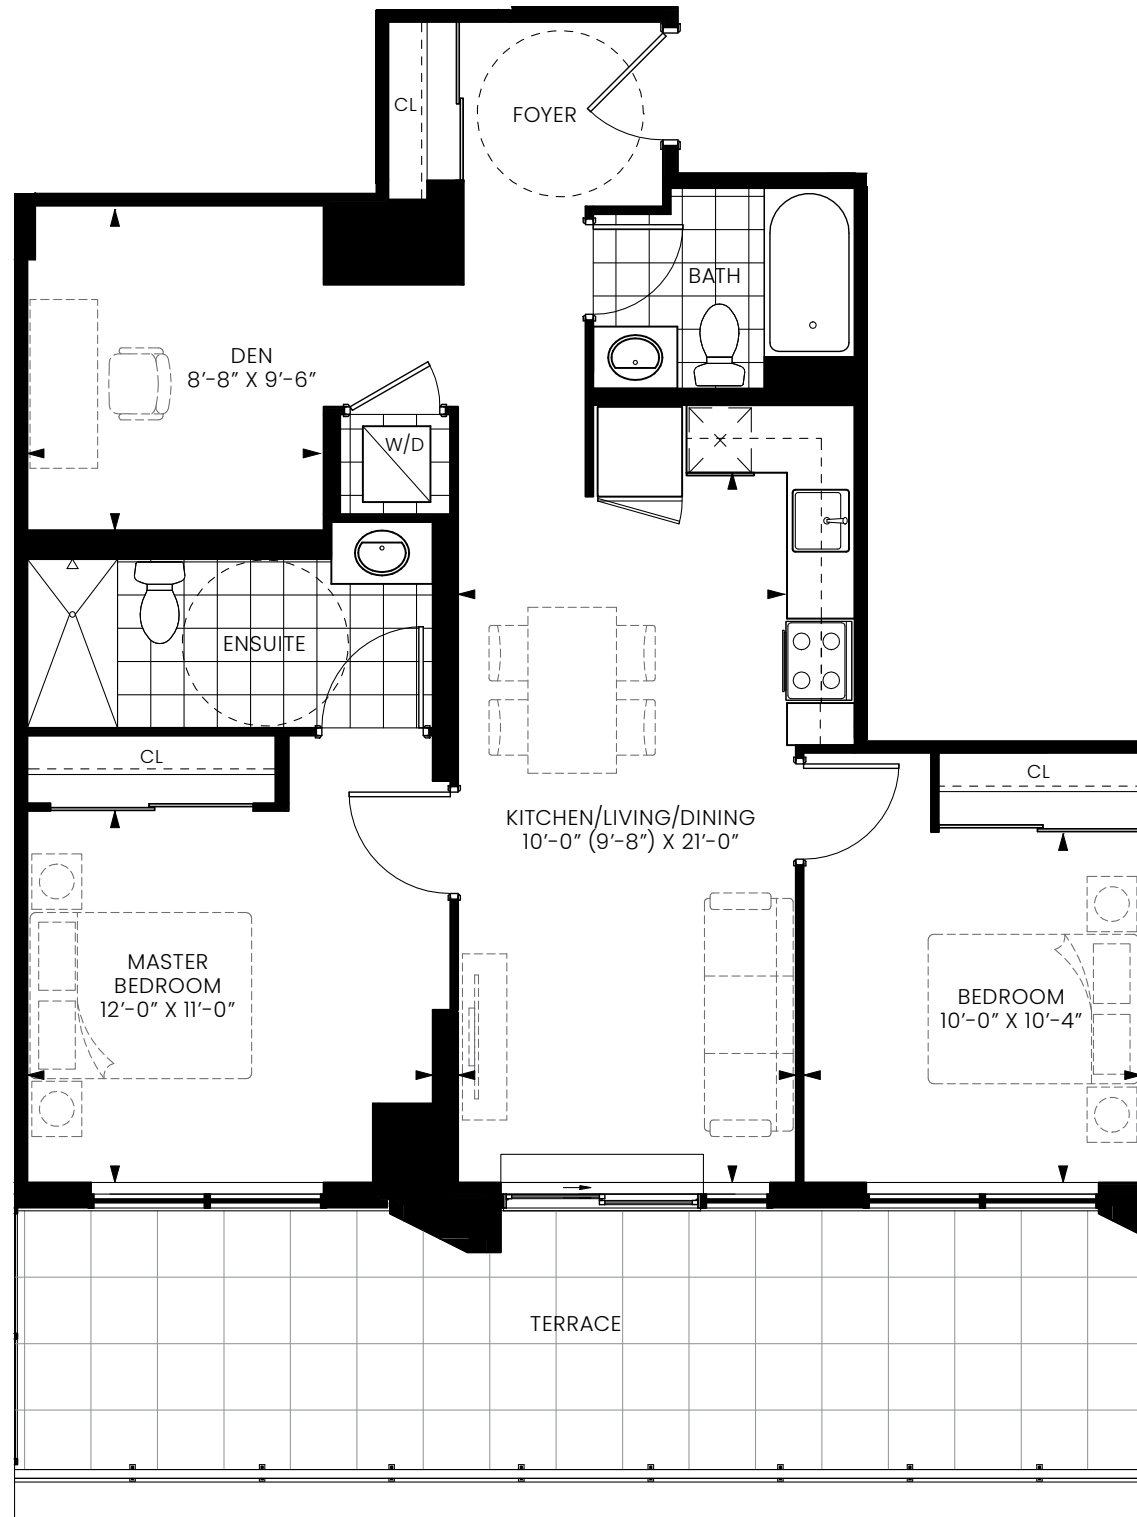 CL
FOYER
BATH
DEN
8’-8” X 9’-6”
W/D
ENSUITE
CL
CL
KITCHEN/LIVING/DINING
10’-0” (9’-8”) X 21’-0”
MASTER
BEDROOM
12’-0” X 11’-0”
BEDROOM
10’-0” X 10’-4”
TERRACE